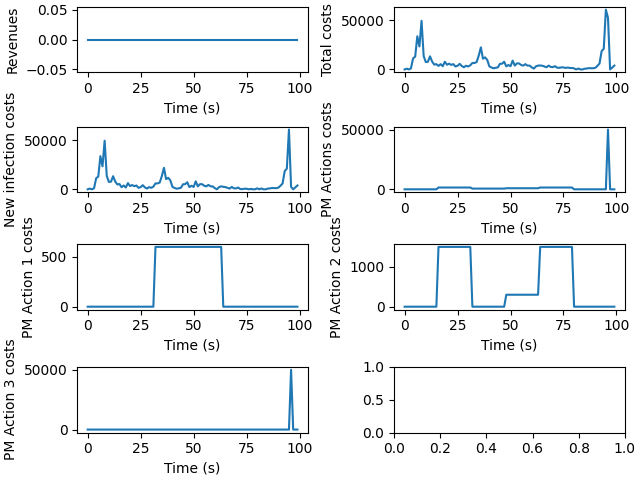 Revenues
0.05
0.00
−0.05
0 25 50 75 100
Time (s)
Total costs
50000
0
0 25 50 75 100
Time (s)
New infection costs
50000
0
0 25 50 75 100
Time (s)
PM Actions costs
50000
0
0 25 50 75 100
Time (s)
PM Action 1 costs
500
0
0 25 50 75 100
Time (s)
PM Action 2 costs
1000
0
0 25 50 75 100
Time (s)
PM Action 3 costs
50000
0
0 25 50 75 100
Time (s)
1.0
0.5
0.0
0.0 0.2 0.4 0.6 0.8 1.0